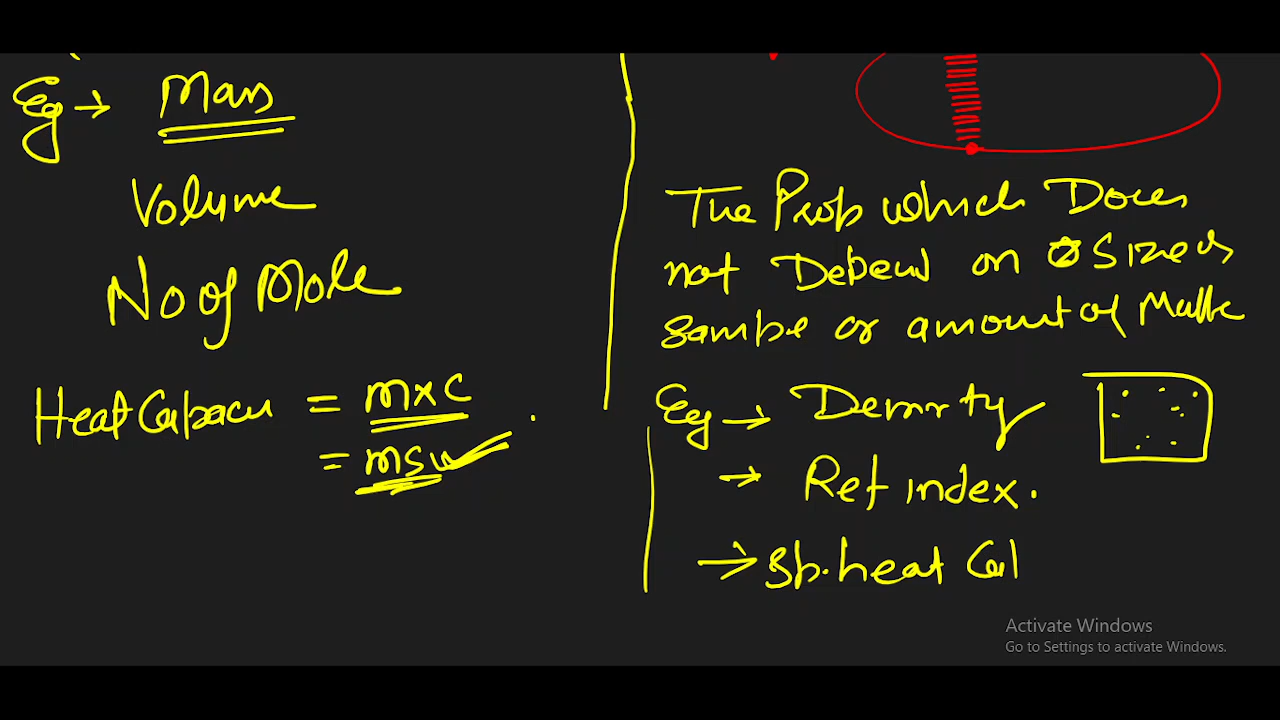 Eg → Mass
Volume
No of Mole
Heat Capacity = m×c
= msw
The Prop which Does
not Depend on Size of
sample or amount of Matter
Eg → Density
→ Ref index.
→ Sp. heat Cal
Activate Windows
Go to Settings to activate Windows.